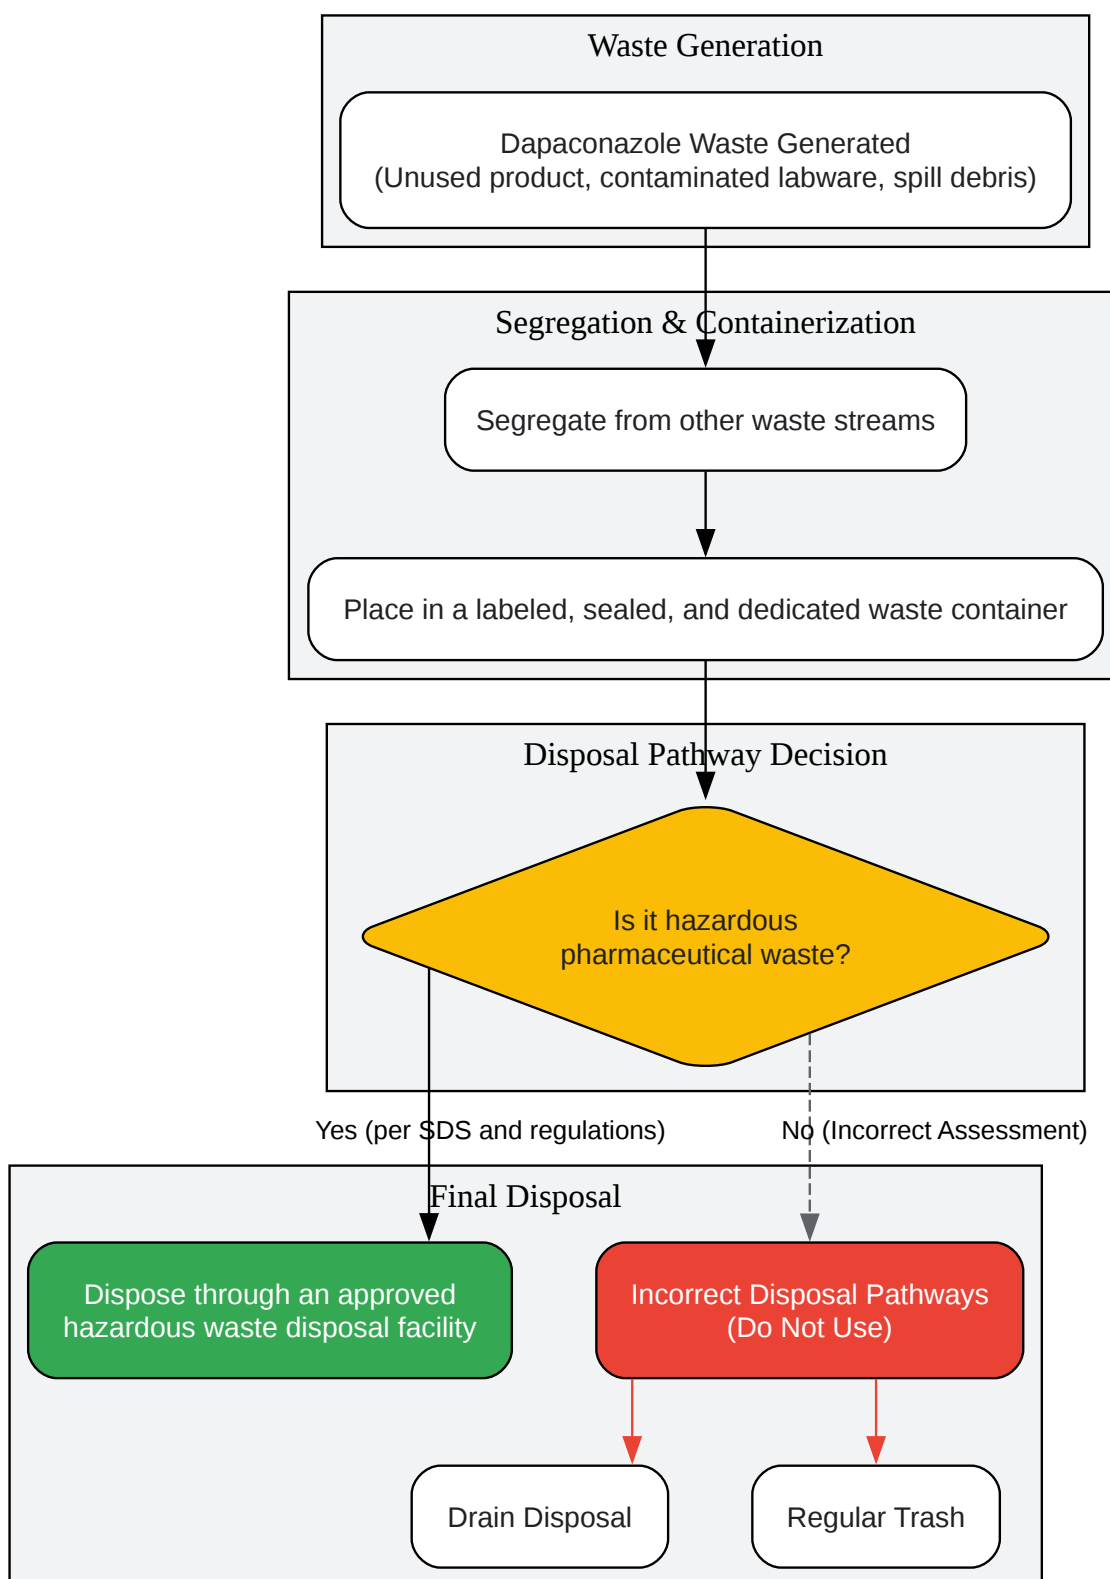 Waste Generation
Dapaconazole Waste Generated
(Unused product, contaminated labware, spill debris)
Segregation & Containerization
Segregate from other waste streams
Place in a labeled, sealed, and dedicated waste container
Disposal Pathway Decision
Is it hazardous
pharmaceutical waste?
Yes (per SDS and regulations)
No (Incorrect Assessment)
Final Disposal
Dispose through an approved
hazardous waste disposal facility
Incorrect Disposal Pathways
(Do Not Use)
Drain Disposal
Regular Trash